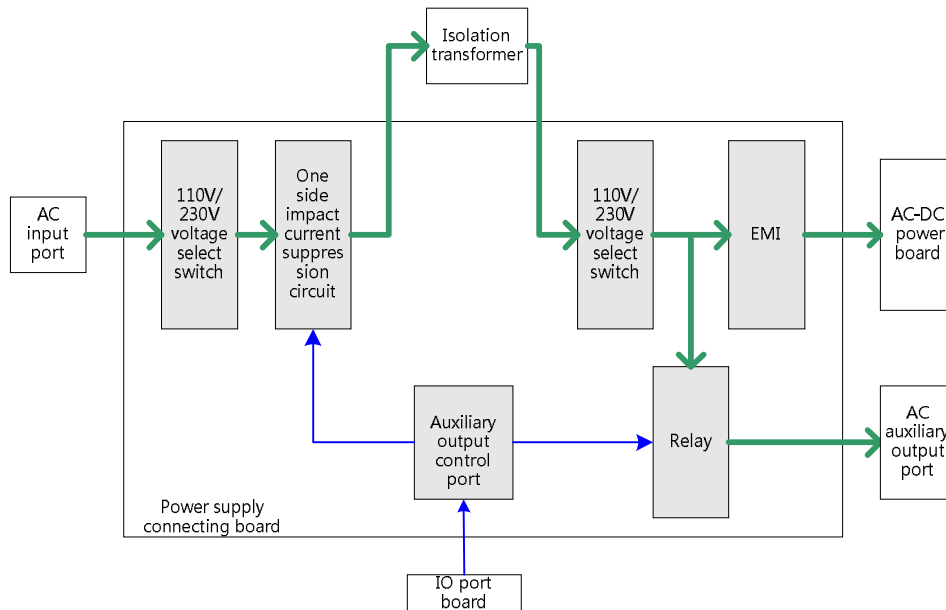 Isolation
transformer
AC
input
port
110V/
230V
voltage
select
switch
One
side
impact
current
suppres
sion
circuit
110V/
230V
voltage
select
switch
EMI
AC-DC
power
board
Auxiliary
output
control
port
Relay
AC
auxiliary
output
port
Power supply
connecting board
IO port
board